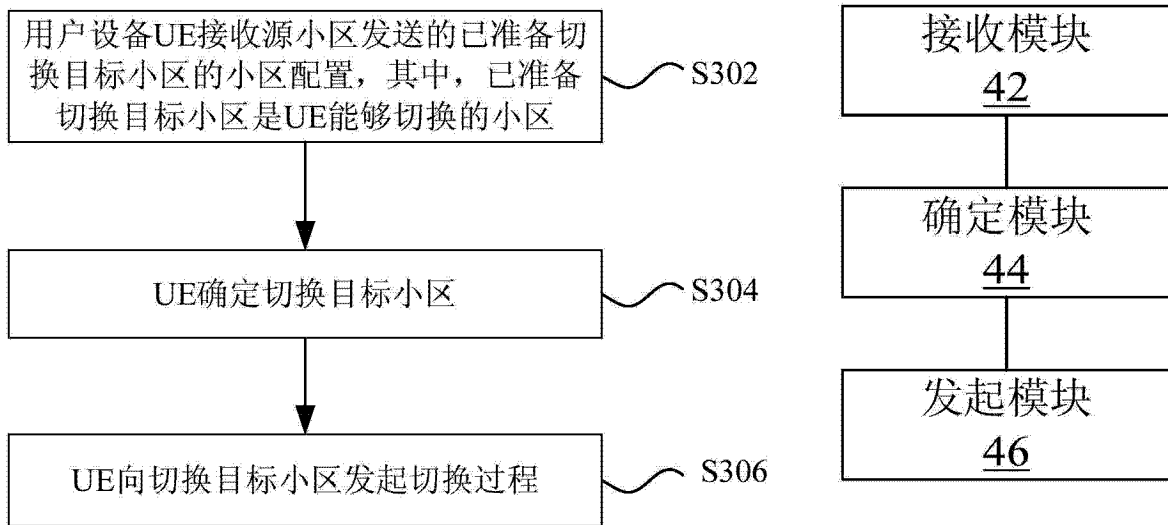 用户设备UE接收源小区发送的已准备切
换目标小区的小区配置，其中，已准备
切换目标小区是UE能够切换的小区
S302
UE确定切换目标小区
S304
UE向切换目标小区发起切换过程
S306
接收模块
42
确定模块
44
发起模块
46